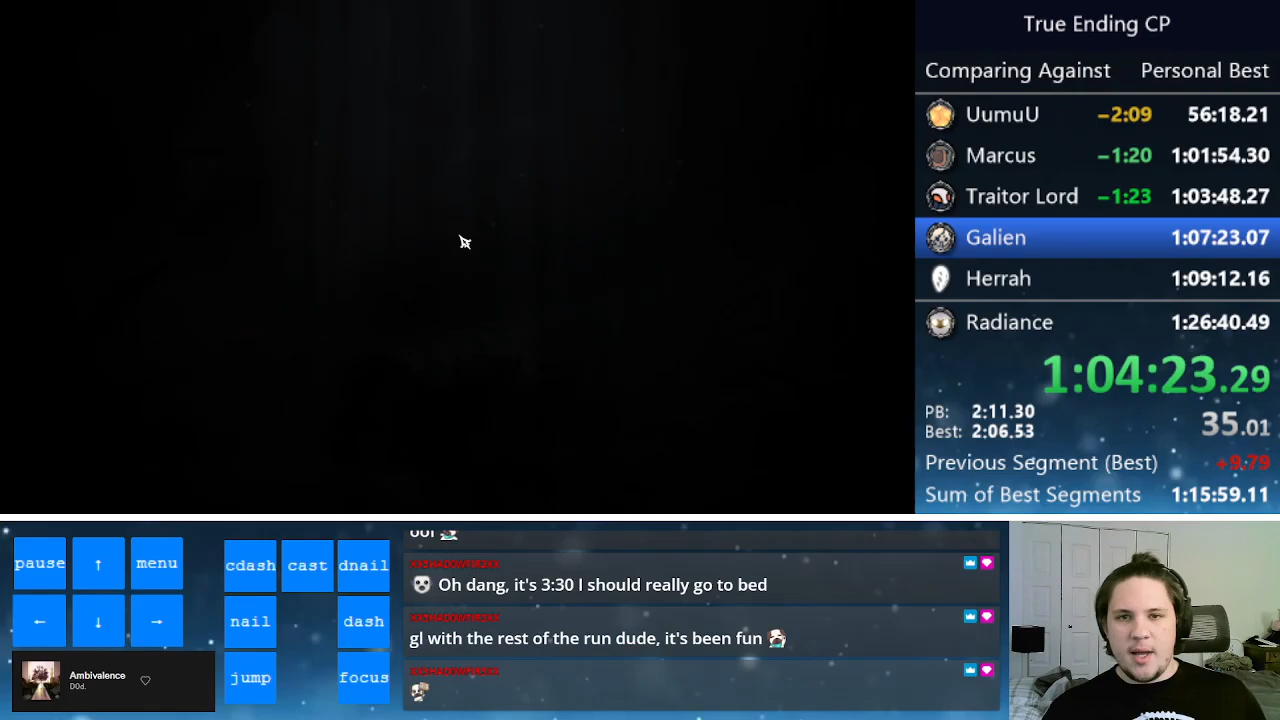 True Ending CP
Comparing Against Personal Best
UumuU −2:09 56:18.21
Marcus −1:20 1:01:54.30
Traitor Lord −1:23 1:03:48.27
Galien 1:07:23.07
Herrah 1:09:12.16
Radiance 1:26:40.49
1:04:23.29
PB: 2:11.30
35.01
Best: 2:06.53
Previous Segment (Best) +9.79
Sum of Best Segments 1:15:59.11
pause ↑ menu
← ↓ →
cdash cast dnail
nail dash
jump focus
Ambivalence
D0d.
Oh dang, it's 3:30 I should really go to bed
gl with the rest of the run dude, it's been fun